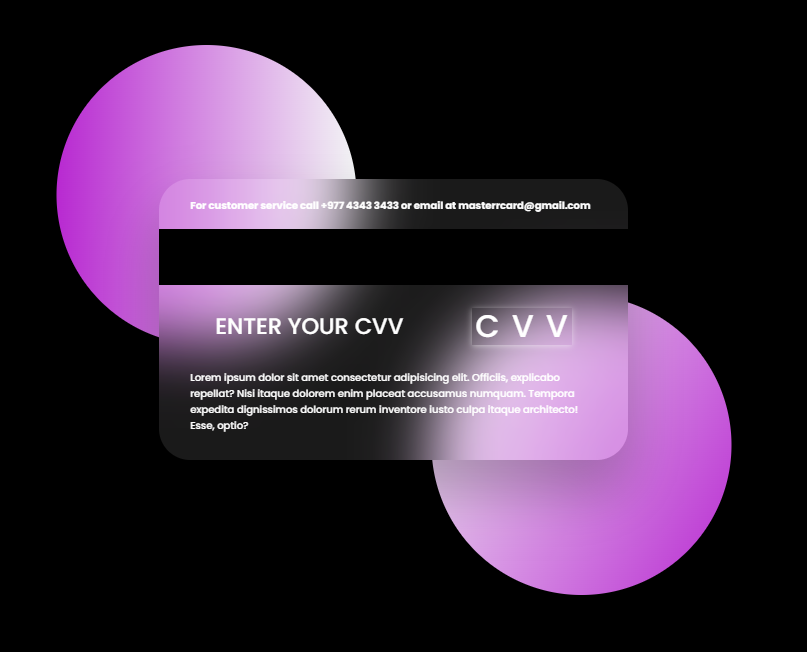 For customer service call +977 4343 3433 or email at masterrcard@gmail.com
ENTER YOUR CVV
C V V
Lorem ipsum dolor sit amet consectetur adipisicing elit. Officiis, explicabo
repellat? Nisi itaque dolorem enim placeat accusamus numquam. Tempora
expedita dignissimos dolorum rerum inventore iusto culpa itaque architecto!
Esse, optio?